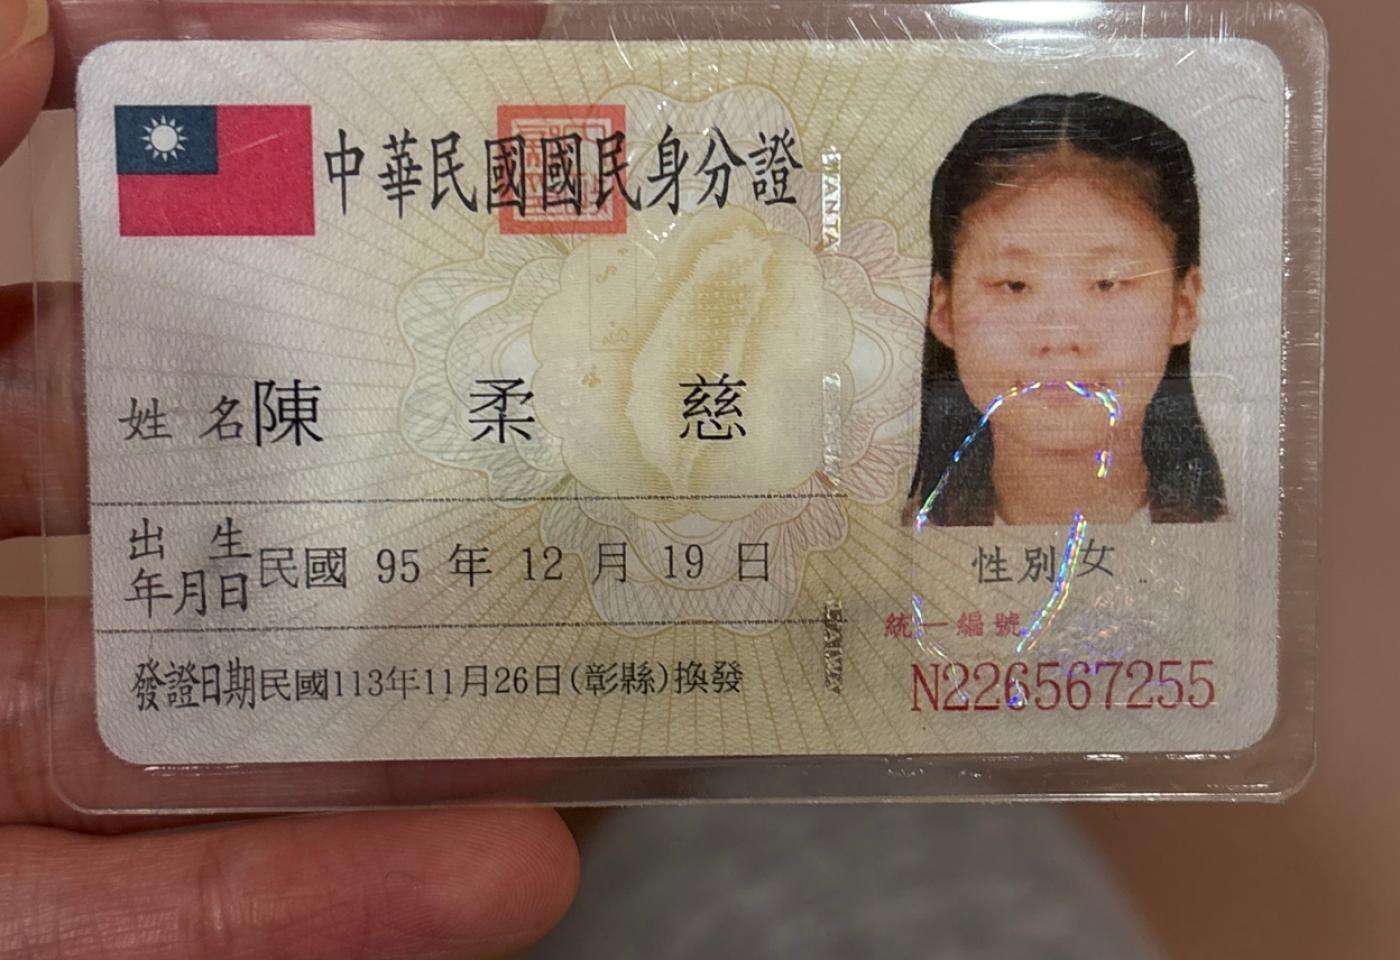 中華民國國民身分證
姓名 陳柔慈
出生年月日 民國 95 年 12 月 19 日
性別 女
發證日期 民國113年11月26日(彰縣)換發
統一編號
N226567255